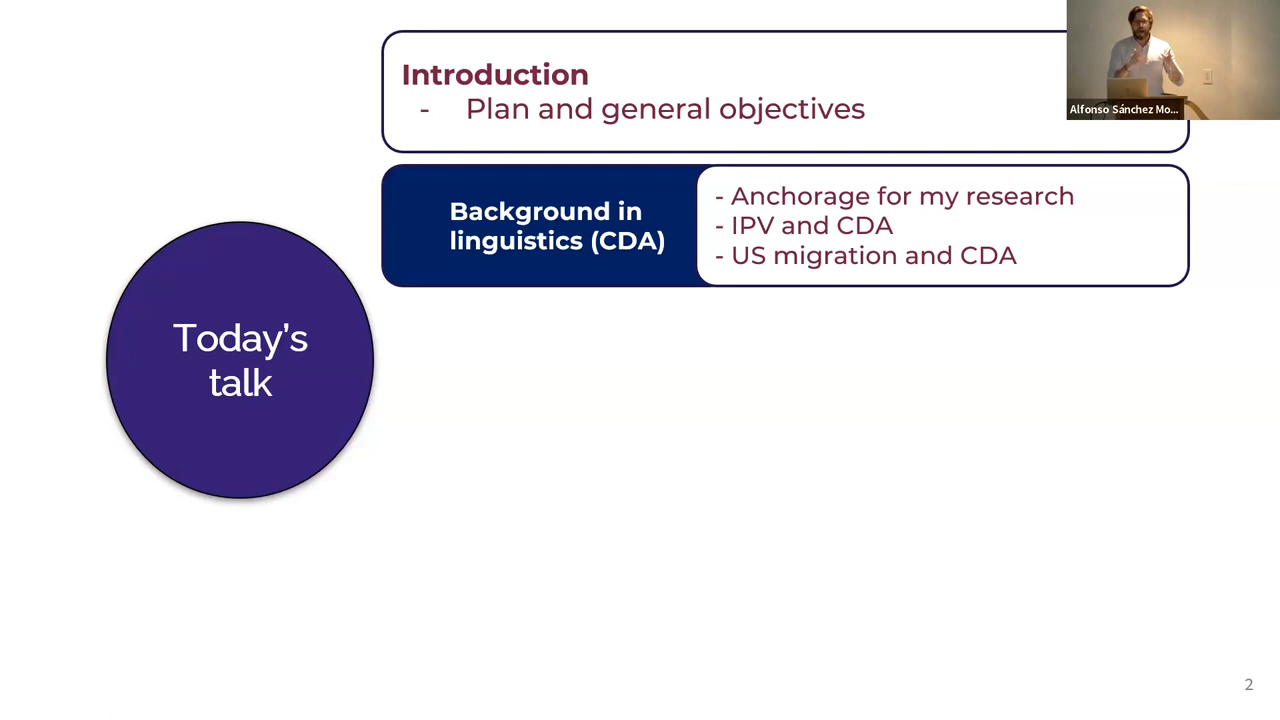 Introduction
- Plan and general objectives
Alfonso Sánchez Mo...
Background in
linguistics (CDA)
- Anchorage for my research
- IPV and CDA
- US migration and CDA
Today’s
talk
2